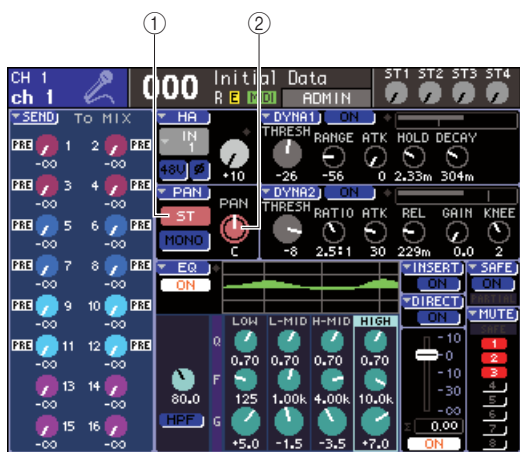 ① ②
CH 1 000 Initial Data ST1 ST2 ST3 ST4
ch 1 R E MIDI ADMIN
SEND To MIX HA DYNA1 ON
PRE 1 2 PRE IN 1 THRESH RANGE ATK HOLD DECAY
-∞ -∞ 48V Ø +10 -26 -56 0 2.33m 304m
PRE 3 4 PRE PAN DYNA2 ON
-∞ -∞ ST PAN THRESH RATIO ATK REL GAIN KNEE
PRE 5 6 PRE MONO C -8 2.5:1 30 229m 0.0 2
-∞ -∞
PRE 7 8 PRE EQ INSERT SAFE
-∞ -∞ ON ON ON
PARTIAL
DIRECT MUTE
PRE 9 10 PRE LOW L-MID H-MID HIGH ON SAFE
-∞ -∞ Q 0.70 0.70 0.70 0.70 10 1
PRE 11 12 PRE 0 2
-∞ -∞ F 10 3
13 14 80.0 125 1.00k 4.00k 10.0k 30 4
-∞ -∞ HPF G ∞ 5
15 16 Σ 0.00 6
7
-∞ -∞ +5.0 -1.5 -3.5 +7.0 ON 8